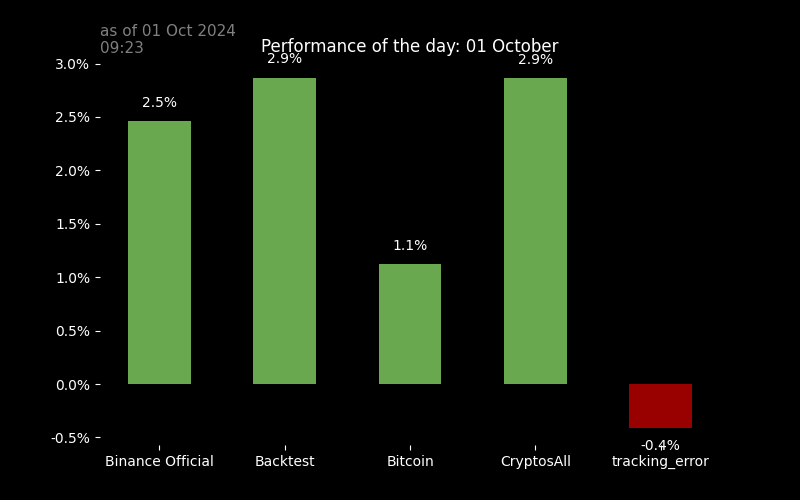 as of 01 Oct 2024
09:23
Performance of the day: 01 October
3.0%
2.9%
2.9%
2.5%
2.5%
2.0%
1.5%
1.1%
1.0%
0.5%
0.0%
-0.5%
-0.4%
Binance Official
Backtest
Bitcoin
CryptosAll
tracking_error